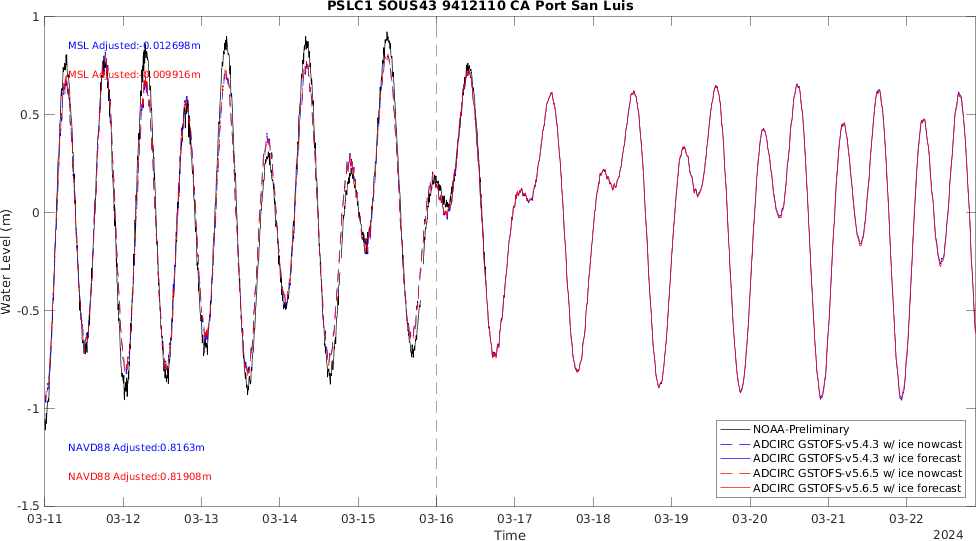 PSLC1 SOUS43 9412110 CA Port San Luis
1
MSL Adjusted:-0.012698m
MSL Adjusted:-0.009916m
0.5
0
Water Level (m)
-0.5
-1
NAVD88 Adjusted:0.8163m
NAVD88 Adjusted:0.81908m
NOAA-Preliminary
ADCIRC GSTOFS-v5.4.3 w/ ice nowcast
ADCIRC GSTOFS-v5.4.3 w/ ice forecast
ADCIRC GSTOFS-v5.6.5 w/ ice nowcast
ADCIRC GSTOFS-v5.6.5 w/ ice forecast
-1.5
03-11 03-12 03-13 03-14 03-15 03-16 03-17 03-18 03-19 03-20 03-21 03-22
Time
2024